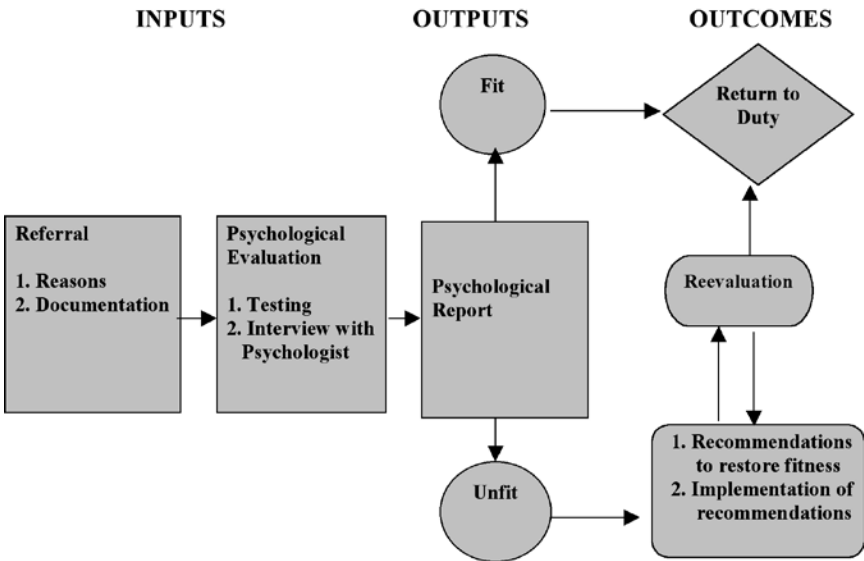 INPUTS
OUTPUTS
OUTCOMES
Fit
Return to
Duty
Referral
1. Reasons
2. Documentation
Psychological
Evaluation
1. Testing
2. Interview with
Psychologist
Psychological
Report
Reevaluation
Unfit
1. Recommendations
to restore fitness
2. Implementation of
recommendations